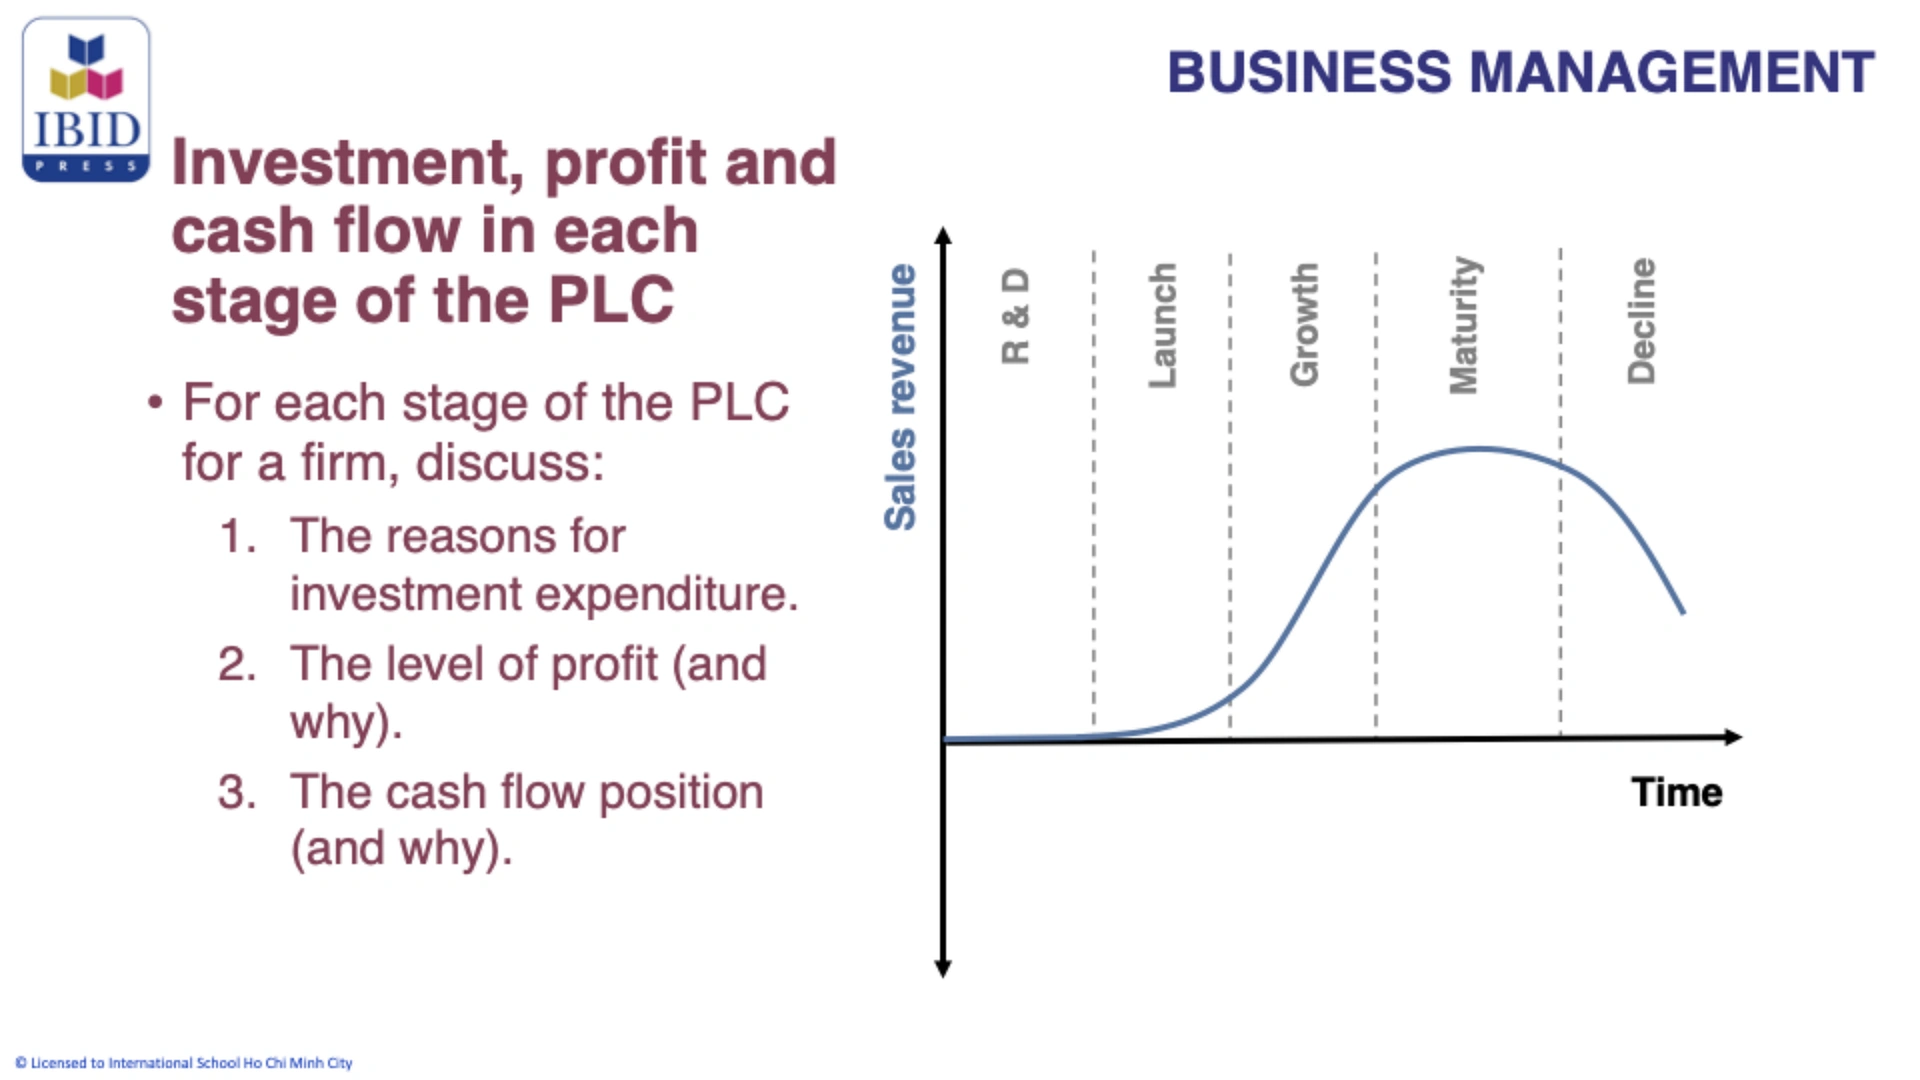 IBID
PRESS
BUSINESS MANAGEMENT
Investment, profit and
cash flow in each
stage of the PLC
• For each stage of the PLC
for a firm, discuss:
1. The reasons for
investment expenditure.
2. The level of profit (and
why).
3. The cash flow position
(and why).
Sales revenue
R & D
Launch
Growth
Maturity
Decline
Time
© Licensed to International School Ho Chi Minh City